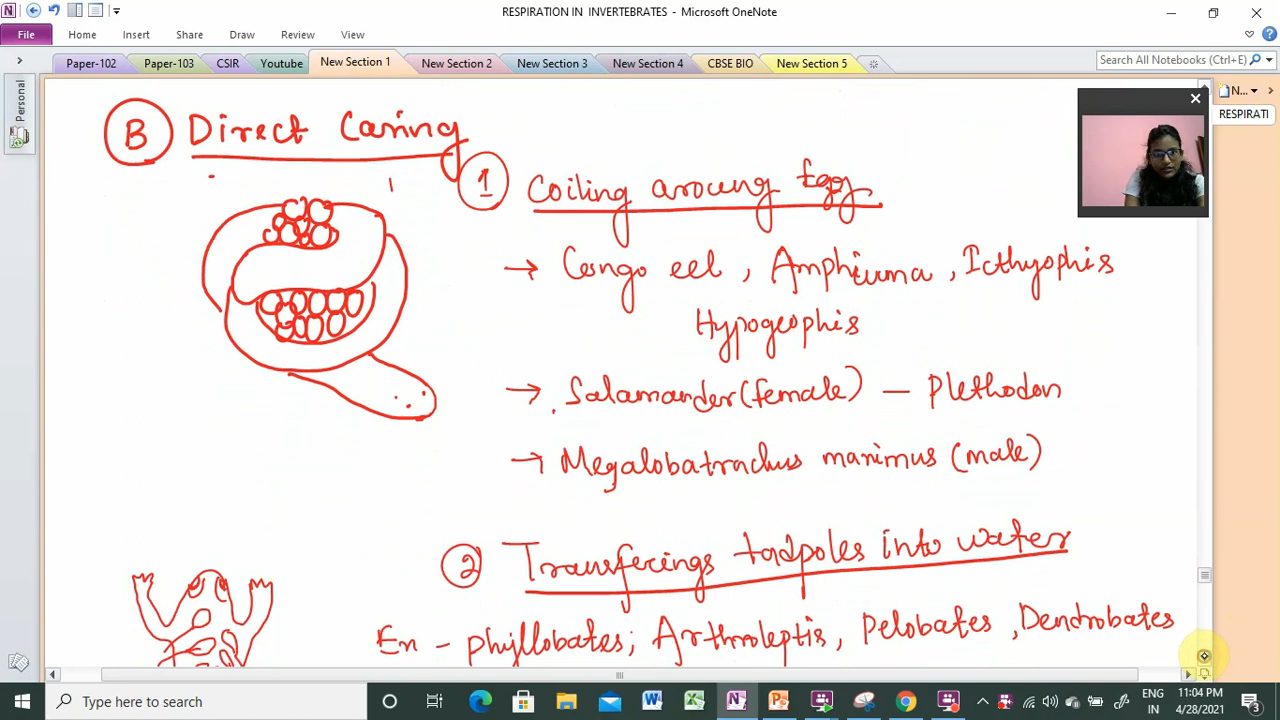 RESPIRATION IN INVERTEBRATES - Microsoft OneNote
File Home Insert Share Draw Review View
Paper-102 Paper-103 CSIR Youtube New Section 1 New Section 2 New Section 3 New Section 4 CBSE BIO New Section 5 Search All Notebooks (Ctrl+E)
N...
Personal
RESPIRATI
B Direct Caring
1 Coiling aroung Egg
→ Congo eel, Amphiuma, Icthyophis
Hypogeophis
→ Salamander(female) — Plethodon
→ Megalobatrachus maximus (male)
2 Transferings tadpoles into water
Ex - phyllobates; Arthroleptis, Pelobates, Dendrobates
Type here to search
ENG 11:04 PM
IN 4/28/2021
3